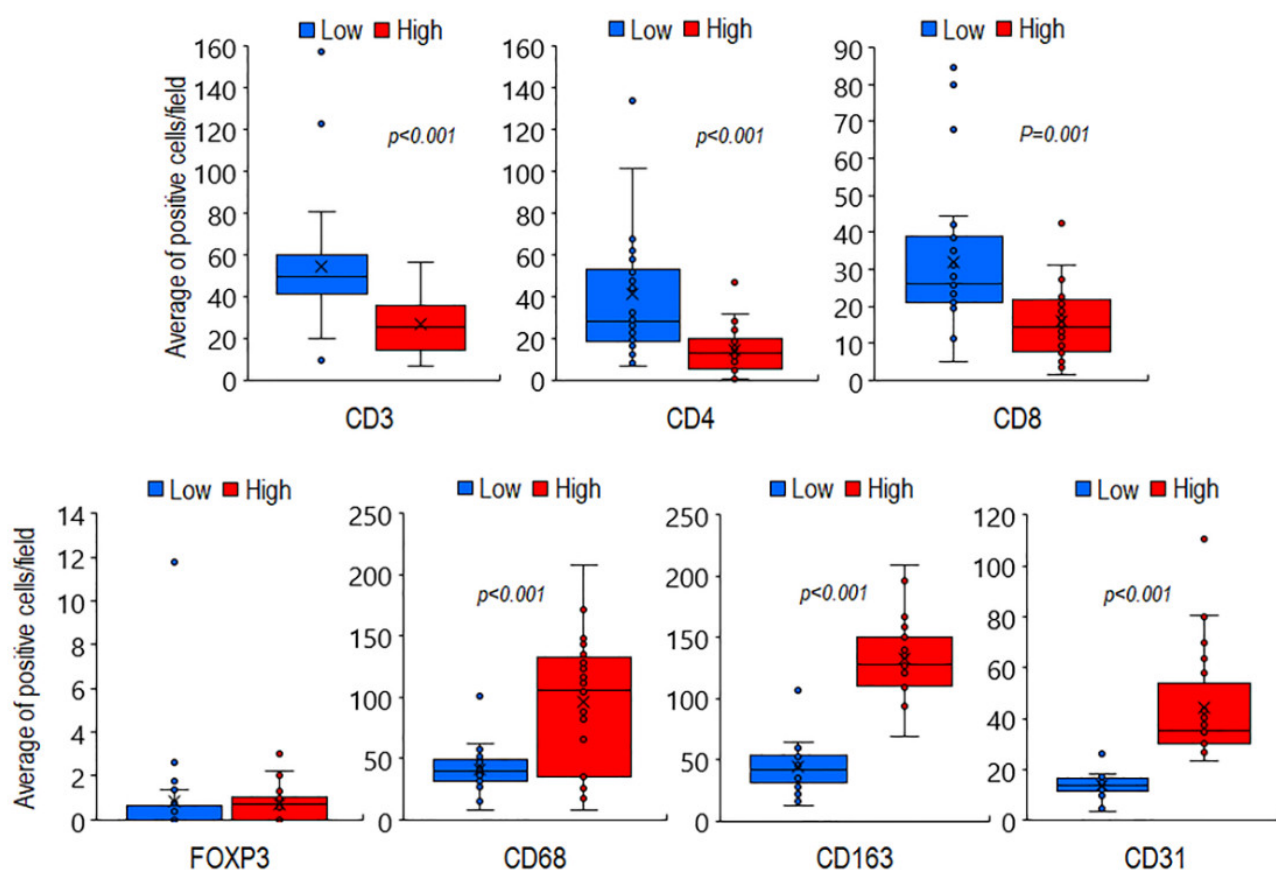 Low High
Low High
Low High
Average of positive cells/field
160
140
120
100
80
60
40
20
0
p<0.001
CD3
160
140
120
100
80
60
40
20
0
p<0.001
CD4
90
80
70
60
50
40
30
20
10
0
P=0.001
CD8
Low High
Low High
Low High
Low High
Average of positive cells/field
14
12
10
8
6
4
2
0
FOXP3
250
200
150
100
50
0
p<0.001
CD68
250
200
150
100
50
0
p<0.001
CD163
120
100
80
60
40
20
0
p<0.001
CD31